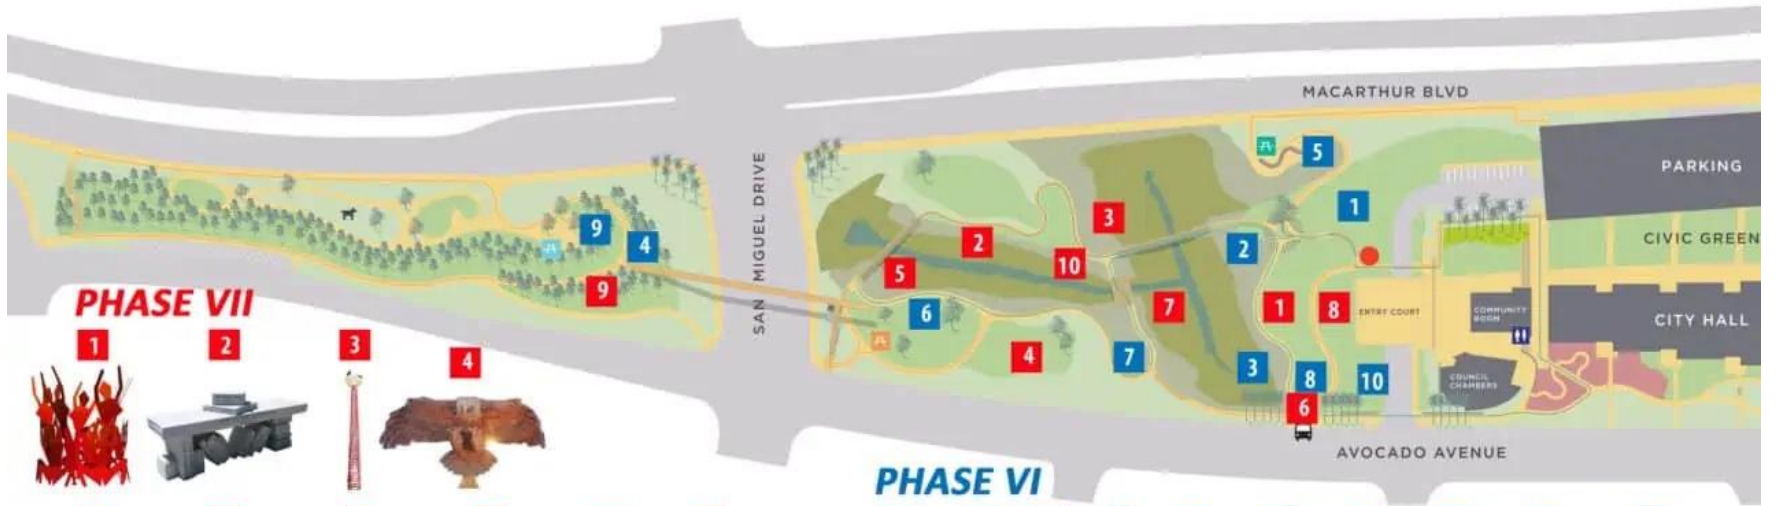 MACARTHUR BLVD
5
PARKING
9
4
SAN MIGUEL DRIVE
3
1
2
10
2
CIVIC GREEN
5
9
6
7
1
8
ENTRY COURT
COMMUNITY
ROOM
CITY HALL
PHASE VII
1
2
3
4
4
7
3
8
10
COUNCIL
CHAMBERS
6
AVOCADO AVENUE
PHASE VI